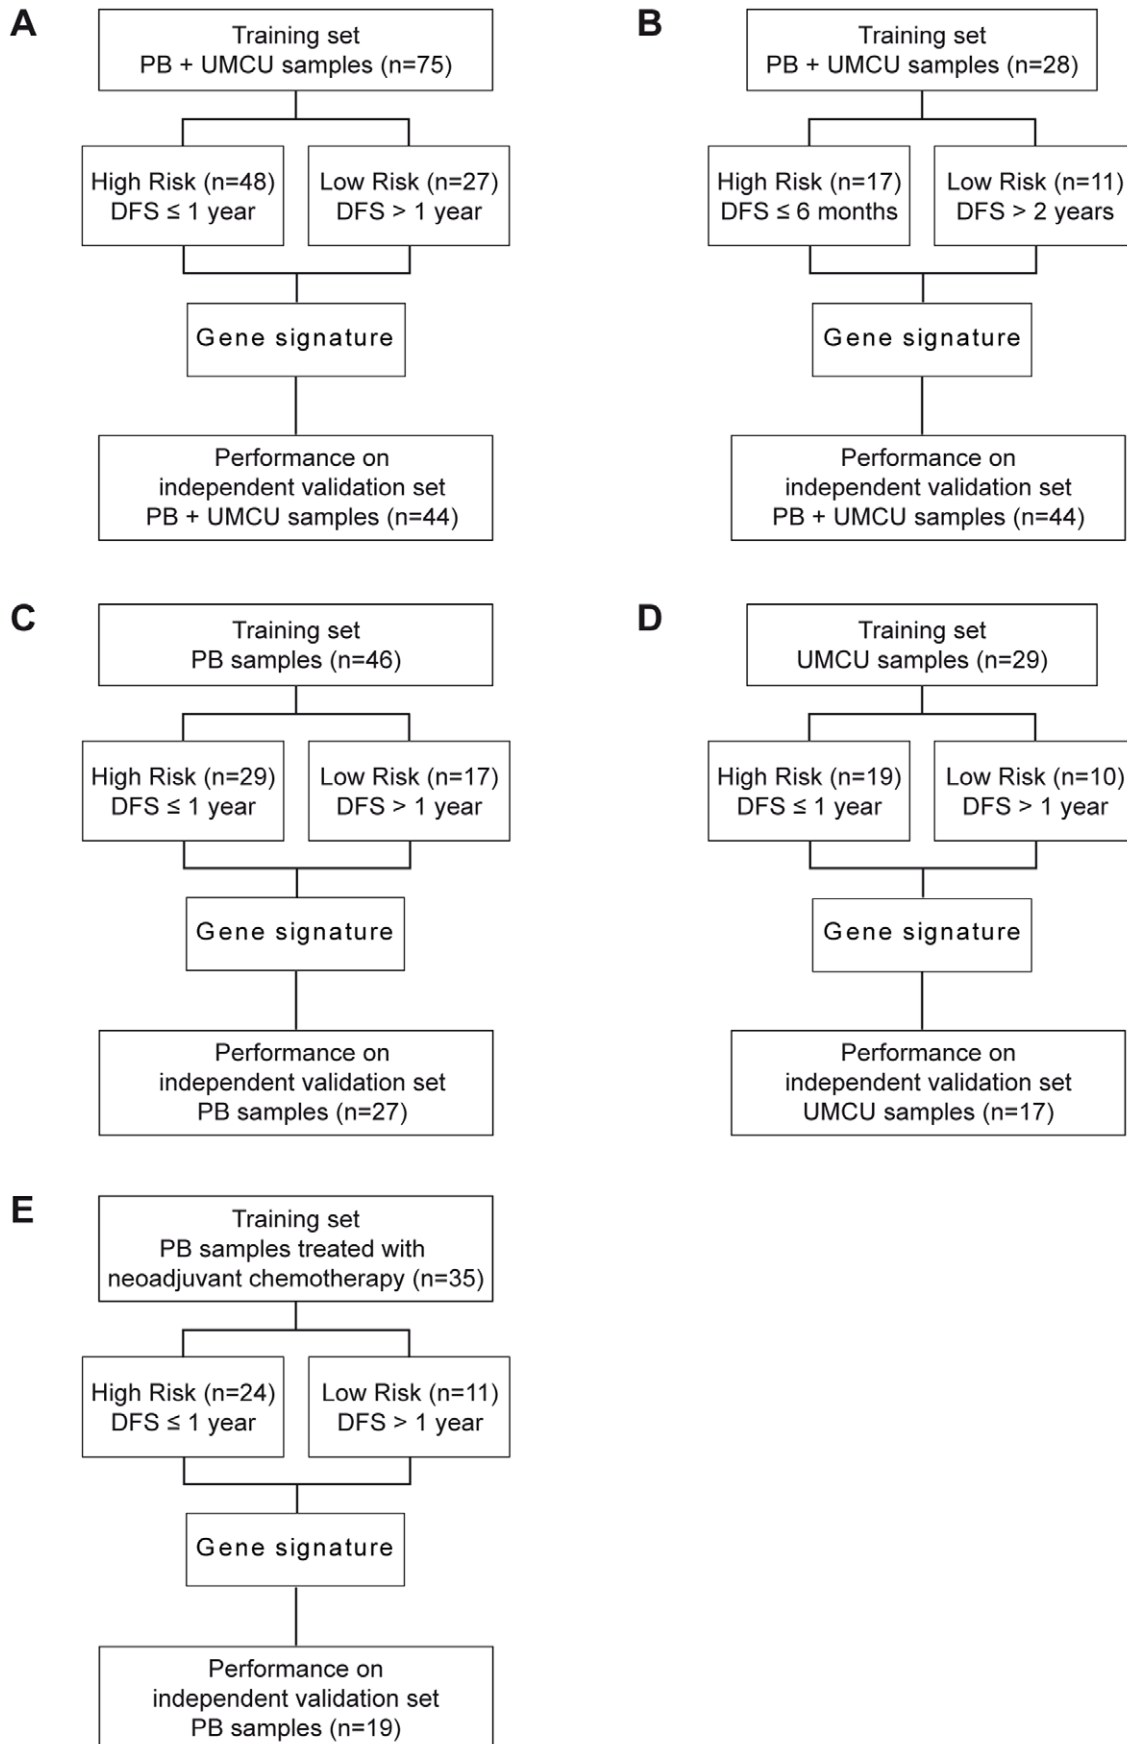 A
Training set
PB + UMCU samples (n=75)
High Risk (n=48)
DFS ≤ 1 year
Low Risk (n=27)
DFS > 1 year
Gene signature
Performance on
independent validation set
PB + UMCU samples (n=44)
B
Training set
PB + UMCU samples (n=28)
High Risk (n=17)
DFS ≤ 6 months
Low Risk (n=11)
DFS > 2 years
Gene signature
Performance on
independent validation set
PB + UMCU samples (n=44)
C
Training set
PB samples (n=46)
High Risk (n=29)
DFS ≤ 1 year
Low Risk (n=17)
DFS > 1 year
Gene signature
Performance on
independent validation set
PB samples (n=27)
D
Training set
UMCU samples (n=29)
High Risk (n=19)
DFS ≤ 1 year
Low Risk (n=10)
DFS > 1 year
Gene signature
Performance on
independent validation set
UMCU samples (n=17)
E
Training set
PB samples treated with
neoadjuvant chemotherapy (n=35)
High Risk (n=24)
DFS ≤ 1 year
Low Risk (n=11)
DFS > 1 year
Gene signature
Performance on
independent validation set
PB samples (n=19)